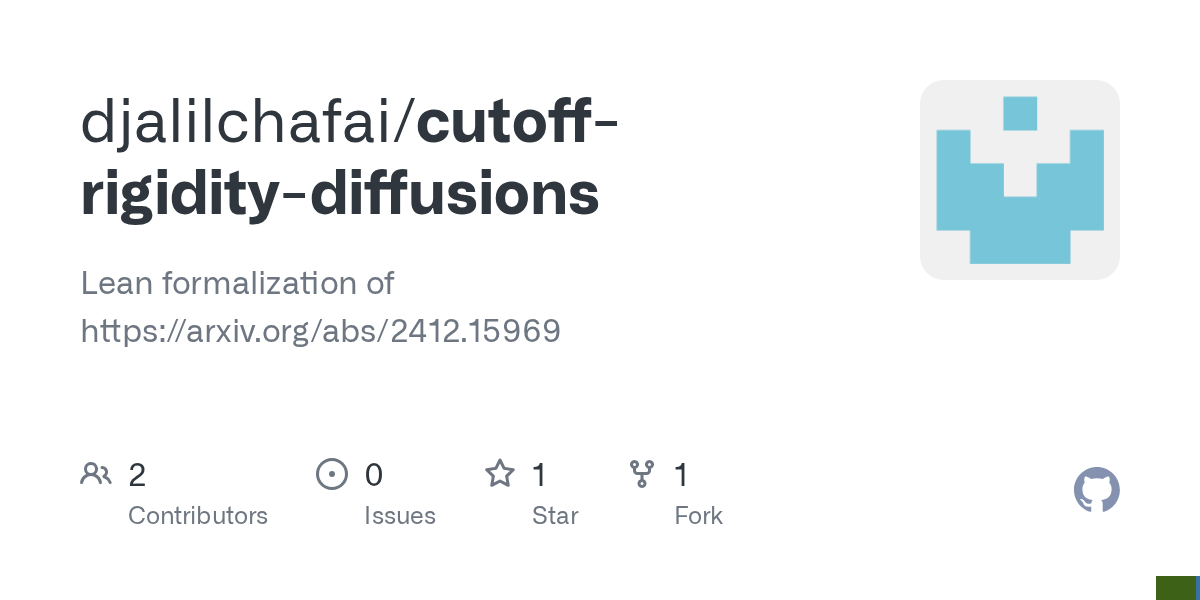 djalilchafai/cutoff-
rigidity-diffusions
Lean formalization of
https://arxiv.org/abs/2412.15969
2 0 1 1
Contributors Issues Star Fork